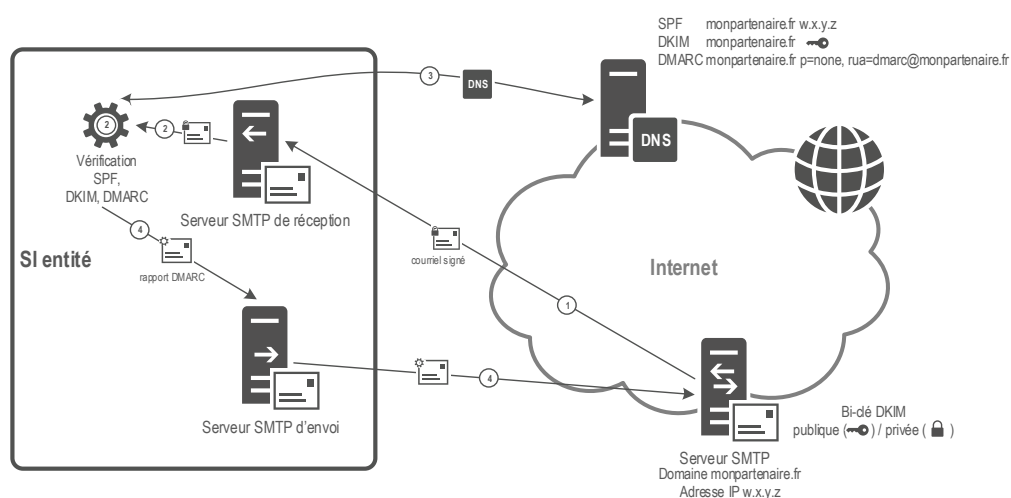 SPF monpartenaire.fr w.x.y.z
DKIM monpartenaire.fr
DMARC monpartenaire.fr p=none, rua=dmarc@monpartenaire.fr
3
DNS
DNS
2
2
Vérification
SPF,
DKIM, DMARC
Serveur SMTP de réception
4
SI entité
rapport DMARC
courriel signé
Internet
1
4
Serveur SMTP d'envoi
Bi-clé DKIM
publique ( ) / privée ( )
Serveur SMTP
Domaine monpartenaire.fr
Adresse IP w.x.y.z